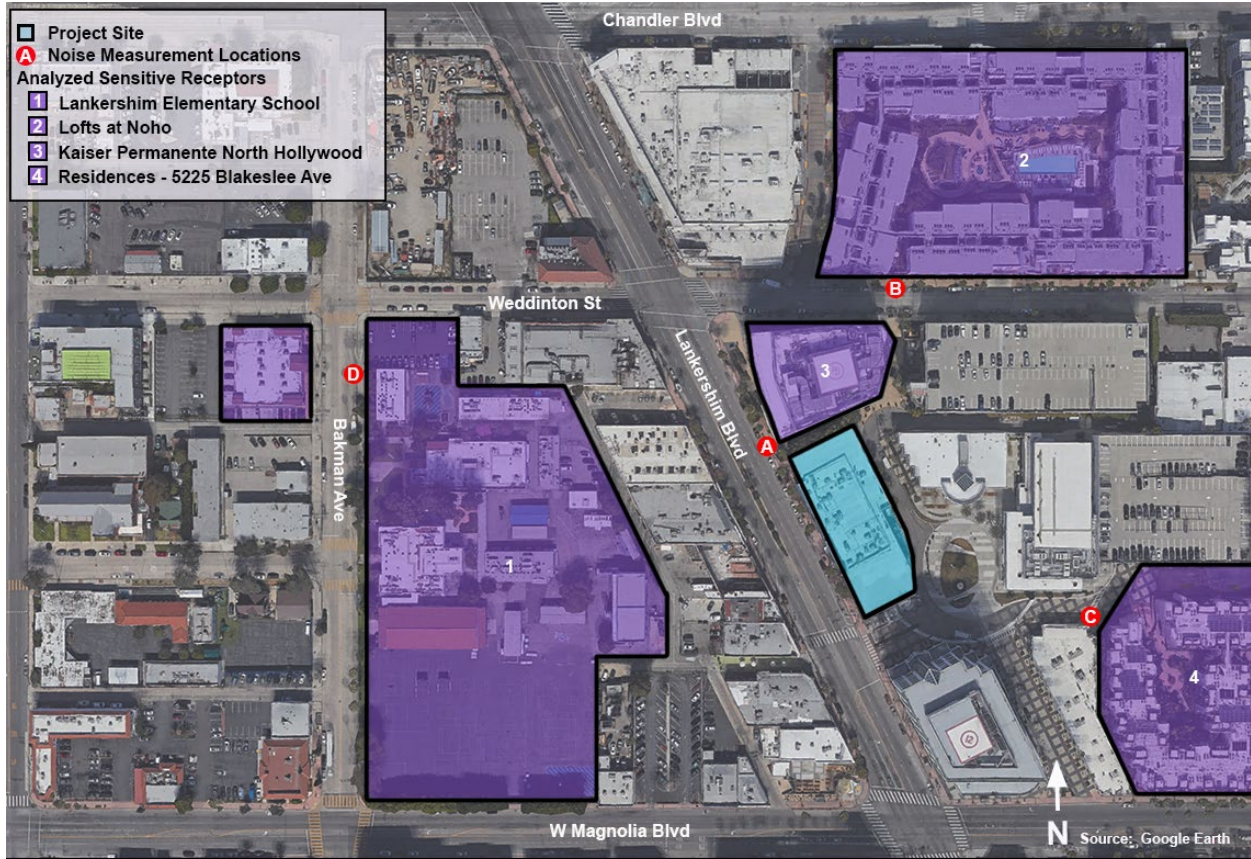 Chandler Blvd
Project Site
A Noise Measurement Locations
Analyzed Sensitive Receptors
1 Lankershim Elementary School
2 Lofts at Noho
3 Kaiser Permanente North Hollywood
4 Residences - 5225 Blakeslee Ave
2
B
Weddinton St
Lankershim Blvd
3
D
A
Bakman Ave
1
C
4
W Magnolia Blvd
N
Source: Google Earth